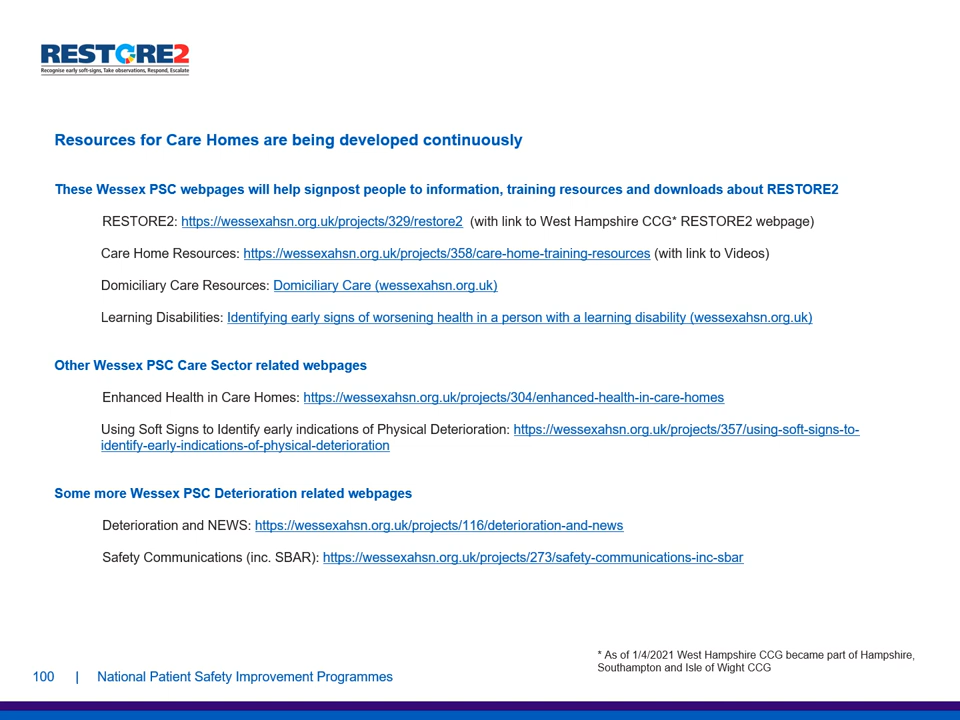 RESTORE2
Recognise early soft-signs, Take observations, Respond, Escalate
Resources for Care Homes are being developed continuously
These Wessex PSC webpages will help signpost people to information, training resources and downloads about RESTORE2
RESTORE2: https://wessexahsn.org.uk/projects/329/restore2 (with link to West Hampshire CCG* RESTORE2 webpage)
Care Home Resources: https://wessexahsn.org.uk/projects/358/care-home-training-resources (with link to Videos)
Domiciliary Care Resources: Domiciliary Care (wessexahsn.org.uk)
Learning Disabilities: Identifying early signs of worsening health in a person with a learning disability (wessexahsn.org.uk)
Other Wessex PSC Care Sector related webpages
Enhanced Health in Care Homes: https://wessexahsn.org.uk/projects/304/enhanced-health-in-care-homes
Using Soft Signs to Identify early indications of Physical Deterioration: https://wessexahsn.org.uk/projects/357/using-soft-signs-to-
identify-early-indications-of-physical-deterioration
Some more Wessex PSC Deterioration related webpages
Deterioration and NEWS: https://wessexahsn.org.uk/projects/116/deterioration-and-news
Safety Communications (inc. SBAR): https://wessexahsn.org.uk/projects/273/safety-communications-inc-sbar
* As of 1/4/2021 West Hampshire CCG became part of Hampshire,
Southampton and Isle of Wight CCG
100 | National Patient Safety Improvement Programmes